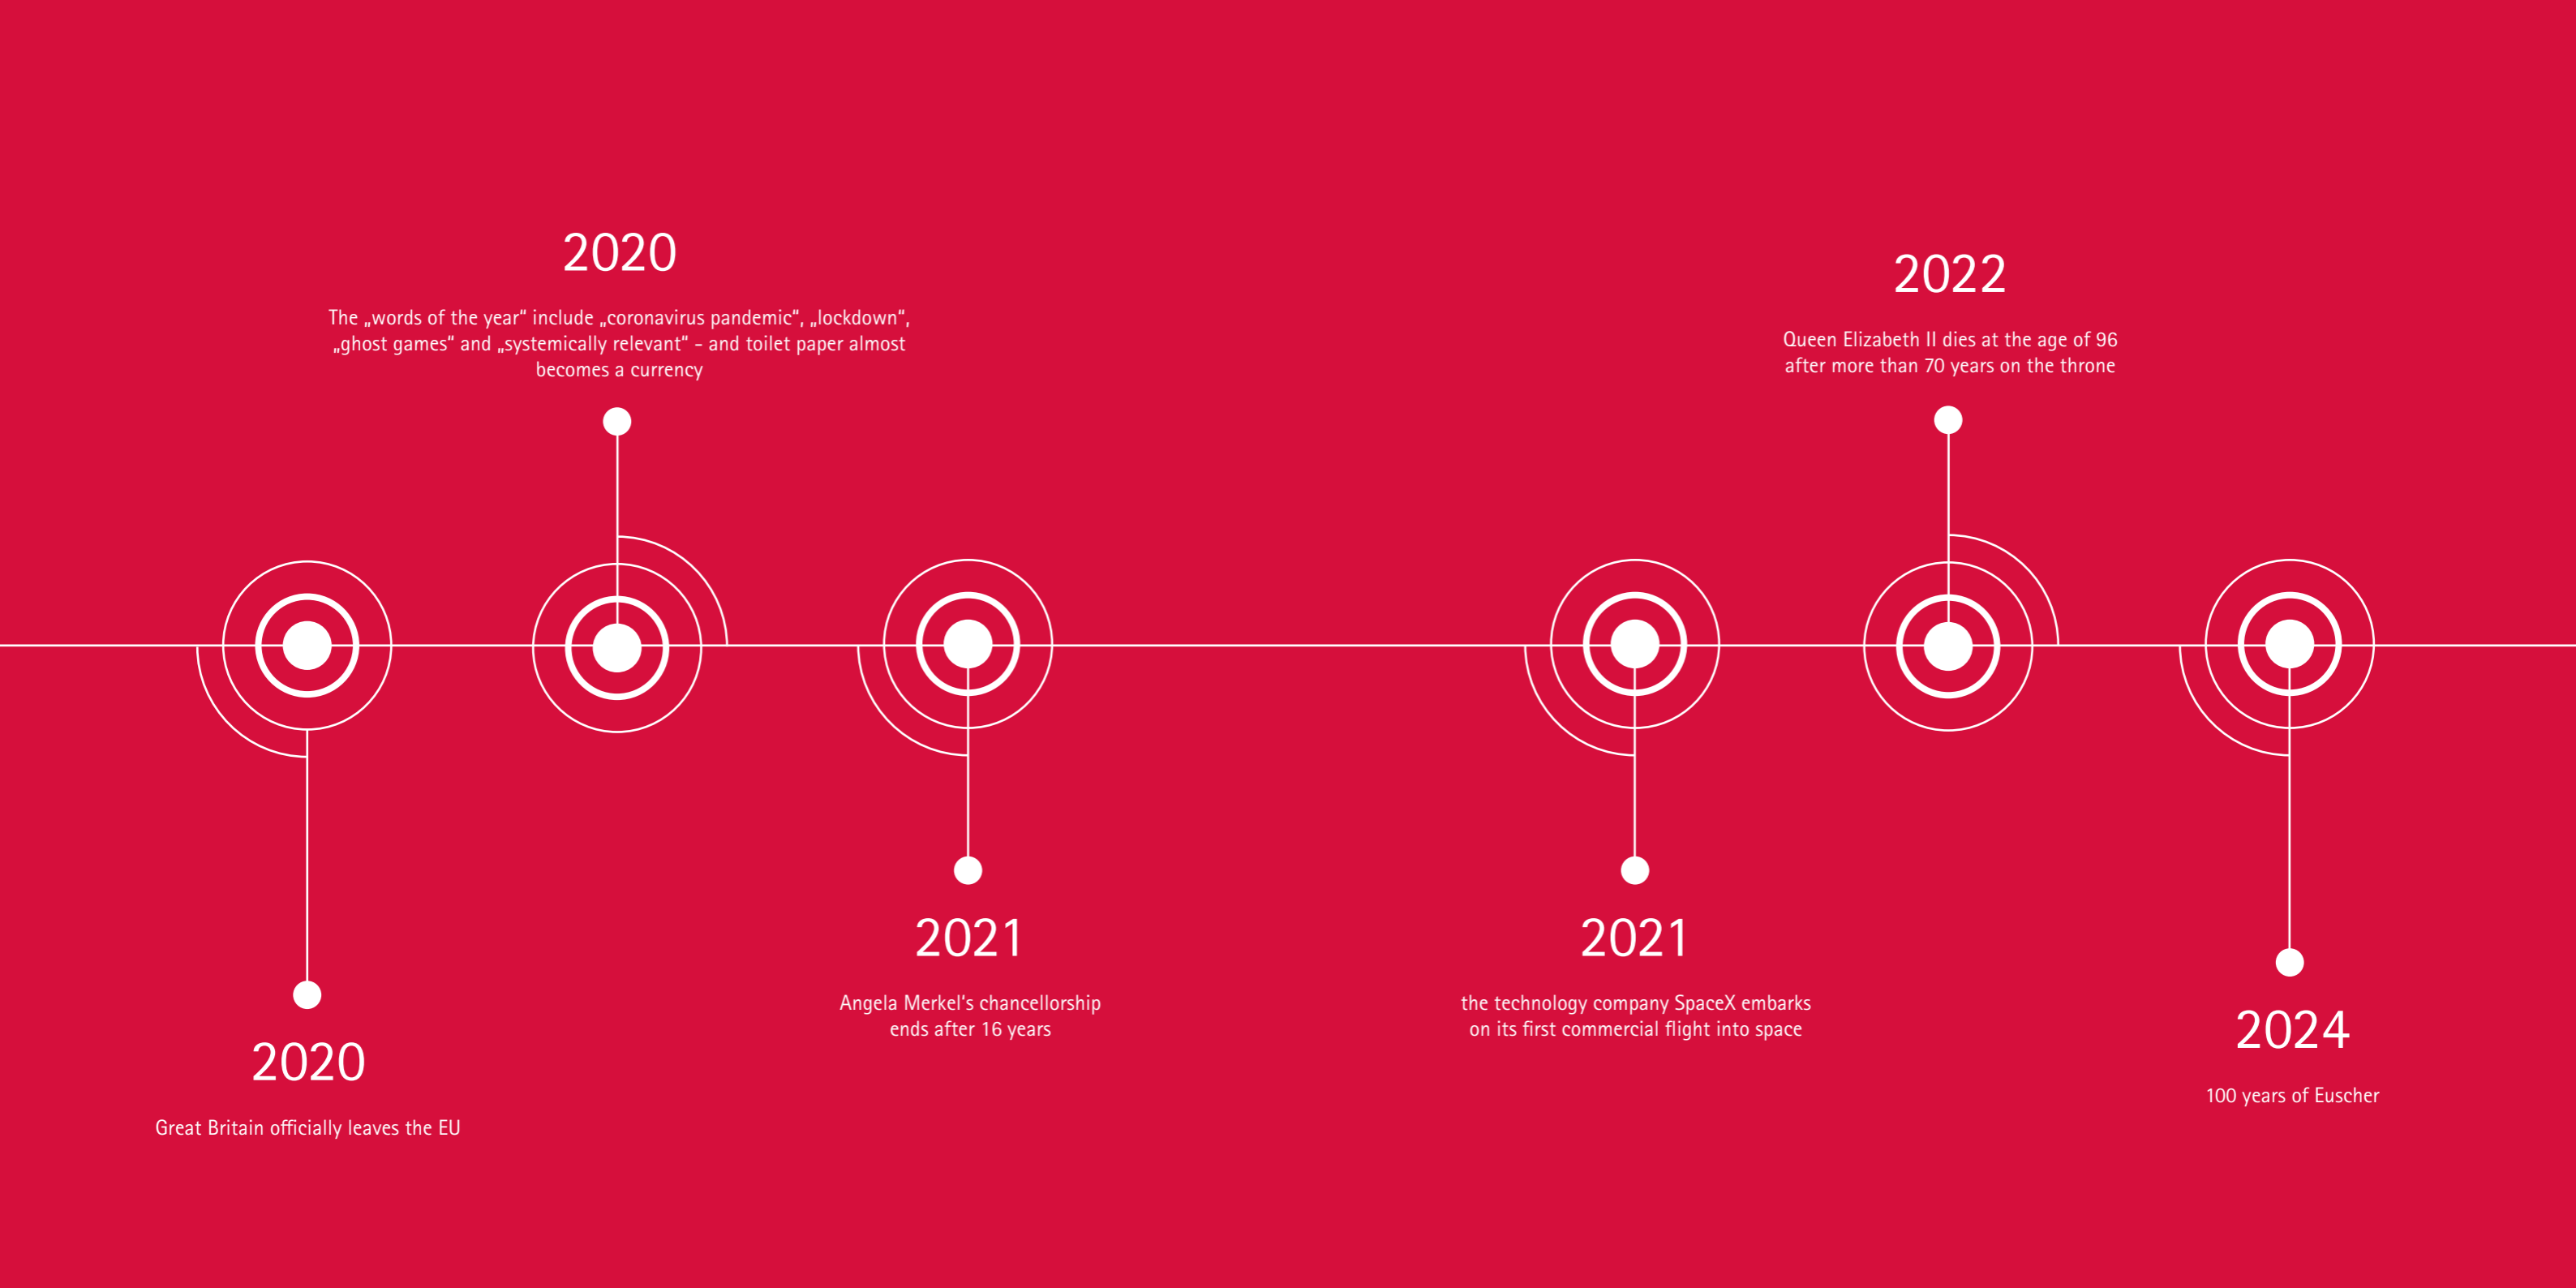 2020
The „words of the year“ include „coronavirus pandemic“, „lockdown“,
„ghost games“ and „systemically relevant“ - and toilet paper almost
becomes a currency
2022
Queen Elizabeth II dies at the age of 96
after more than 70 years on the throne
2020
Great Britain officially leaves the EU
2021
Angela Merkel's chancellorship
ends after 16 years
2021
the technology company SpaceX embarks
on its first commercial flight into space
2024
100 years of Euscher